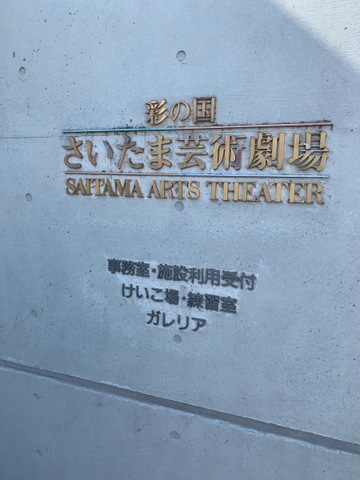 彩の国
さいたま芸術劇場
SAITAMA ARTS THEATER
事務室・施設利用受付
けいこ場・練習室
ガレリア